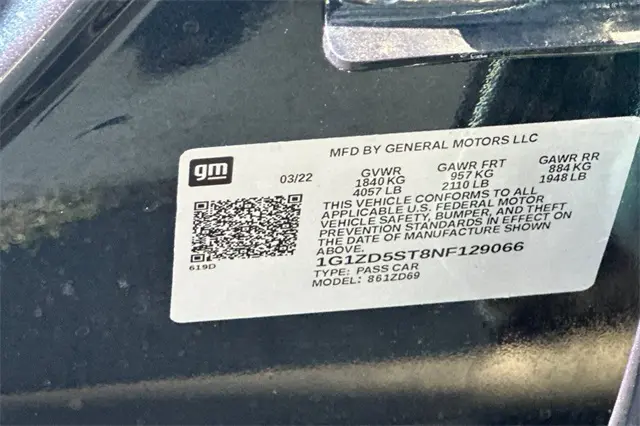 MFD BY GENERAL MOTORS LLC
gm
03/22
GVWR GAWR FRT GAWR RR
1840 KG 957 KG 884 KG
4057 LB 2110 LB 1948 LB
THIS VEHICLE CONFORMS TO ALL
APPLICABLE U.S. FEDERAL MOTOR
VEHICLE SAFETY, BUMPER, AND THEFT
PREVENTION STANDARDS IN EFFECT ON
THE DATE OF MANUFACTURE SHOWN
ABOVE.
1G1ZD5ST8NF129066
619D
TYPE: PASS CAR
MODEL: 861ZD69